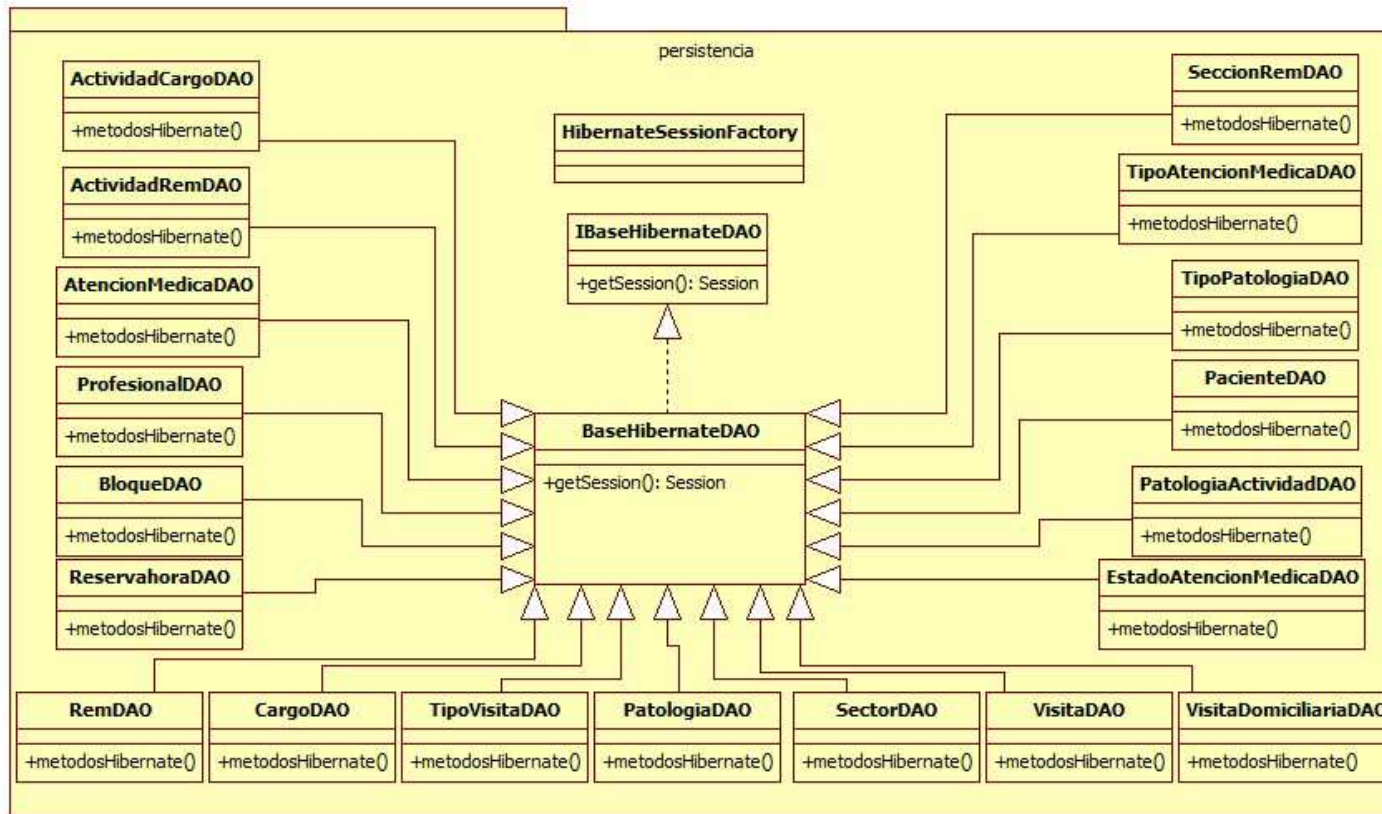 persistencia
ActividadCargoDAO
+metodosHibernate()
ActividadRemDAO
+metodosHibernate()
AtencionMedicaDAO
+metodosHibernate()
ProfesionalDAO
+metodosHibernate()
BloqueDAO
+metodosHibernate()
ReservahoraDAO
+metodosHibernate()
HibernateSessionFactory
IBaseHibernateDAO
+getSession(): Session
BaseHibernateDAO
+getSession(): Session
SeccionRemDAO
+metodosHibernate()
TipoAtencionMedicaDAO
+metodosHibernate()
TipoPatologiaDAO
+metodosHibernate()
PacienteDAO
+metodosHibernate()
PatologiaActividadDAO
+metodosHibernate()
EstadoAtencionMedicaDAO
+metodosHibernate()
RemDAO
+metodosHibernate()
CargoDAO
+metodosHibernate()
TipoVisitaDAO
+metodosHibernate()
PatologiaDAO
+metodosHibernate()
SectorDAO
+metodosHibernate()
VisitaDAO
+metodosHibernate()
VisitaDomiciliariaDAO
+metodosHibernate()